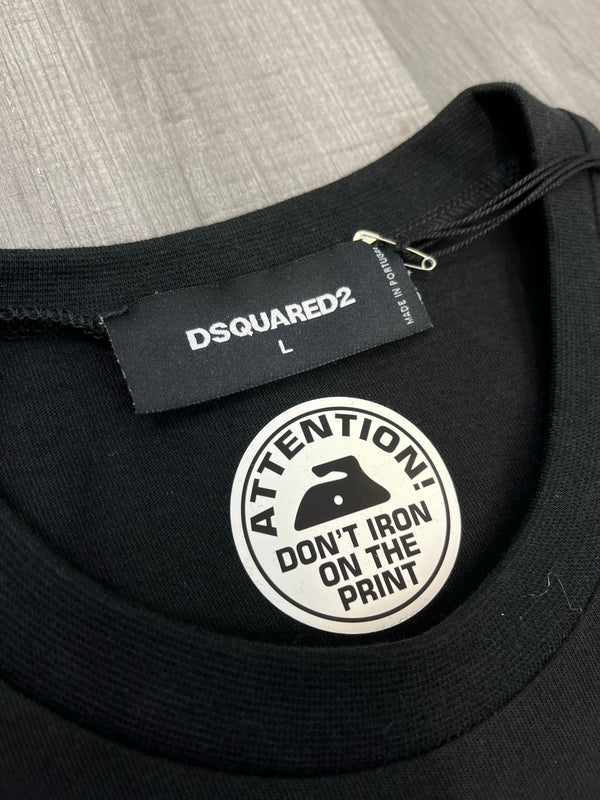 DSQUARED2
L
MADE IN PORTUGAL
ATTENTION!
DON'T IRON
ON THE
PRINT